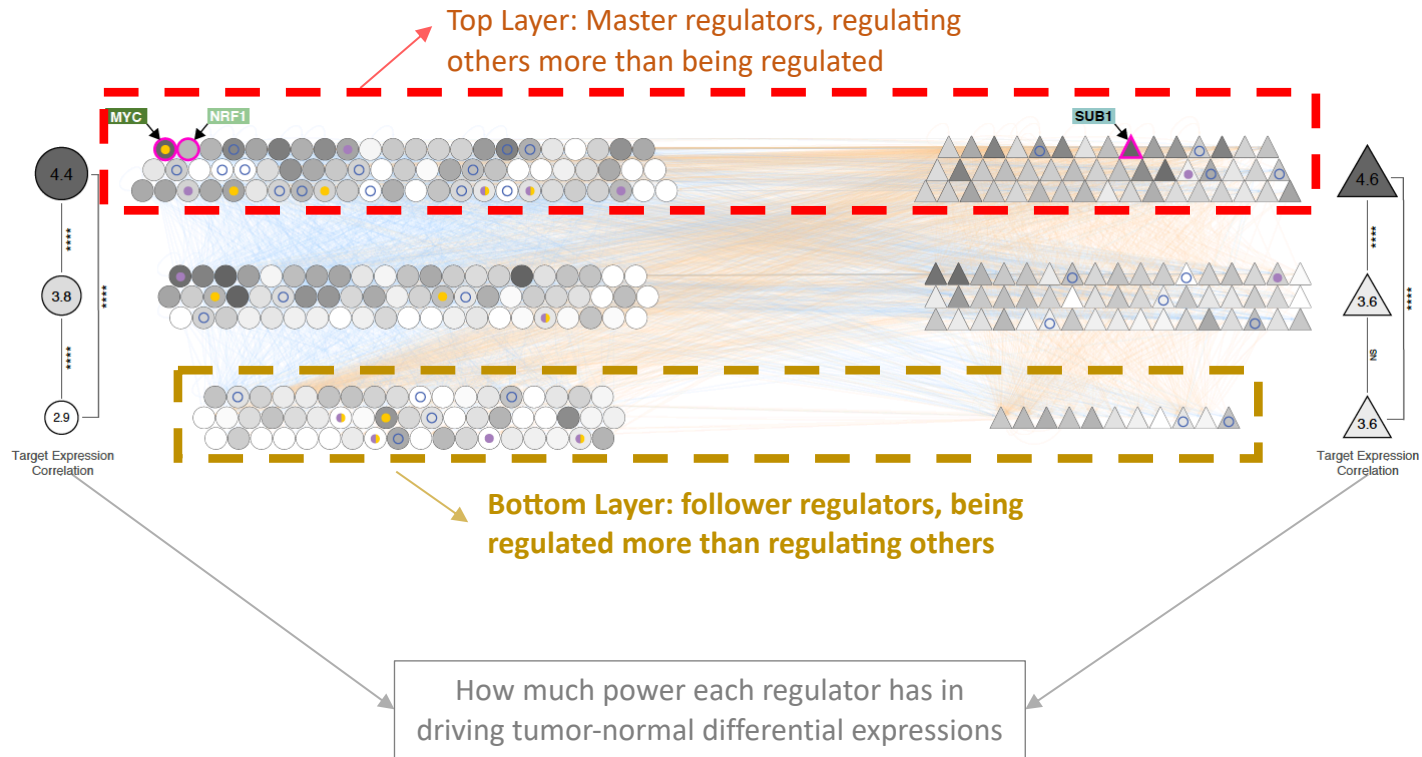 Top Layer: Master regulators, regulating
others more than being regulated
MYC
NRF1
SUB1
4.4
4.6
****
****
****
****
3.8
3.6
3.6
****
NS
2.9
Target Expression
Correlation
Target Expression
Correlation
Bottom Layer: follower regulators, being
regulated more than regulating others
How much power each regulator has in
driving tumor-normal differential expressions